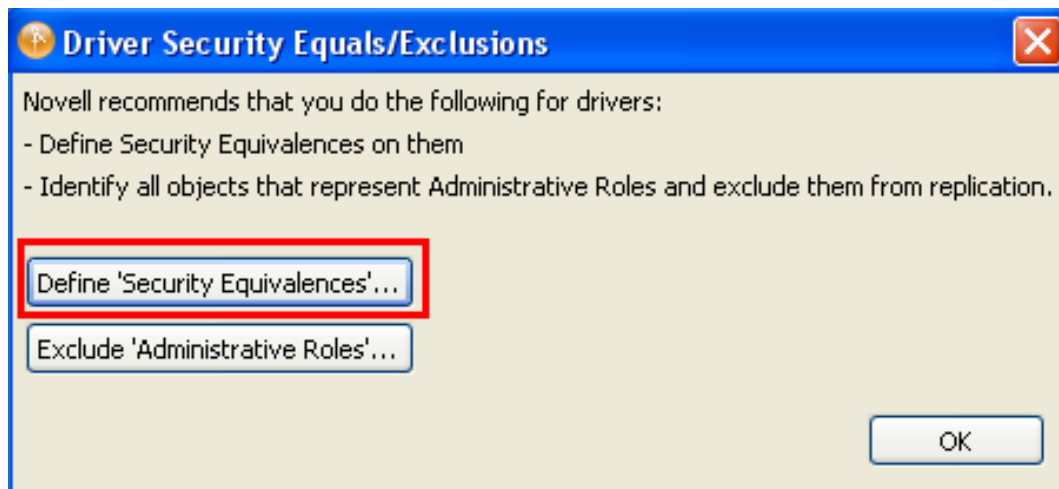 Driver Security Equals/Exclusions
Novell recommends that you do the following for drivers:
- Define Security Equivalences on them
- Identify all objects that represent Administrative Roles and exclude them from replication.
Define 'Security Equivalences'...
Exclude 'Administrative Roles'...
OK